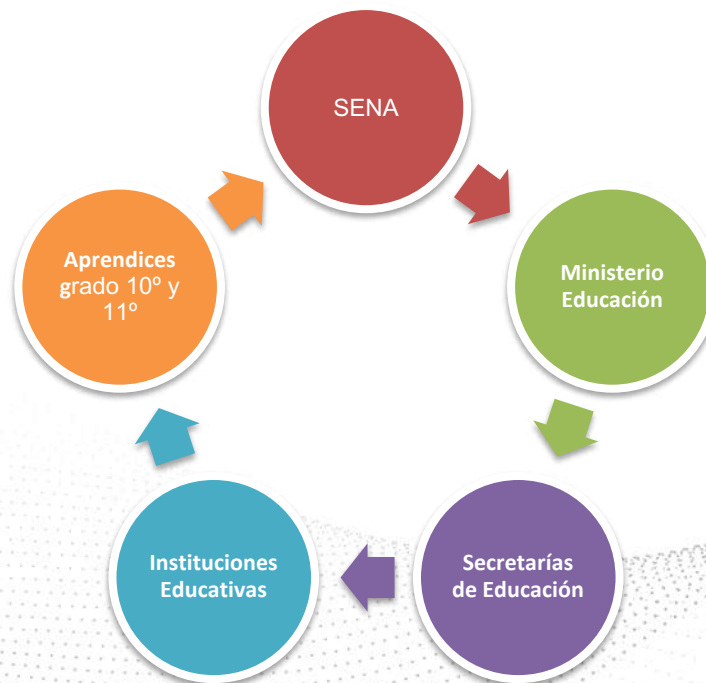 SENA
Ministerio
Educación
Secretarías
de Educación
Instituciones
Educativas
Aprendices
grado 10º y
11º